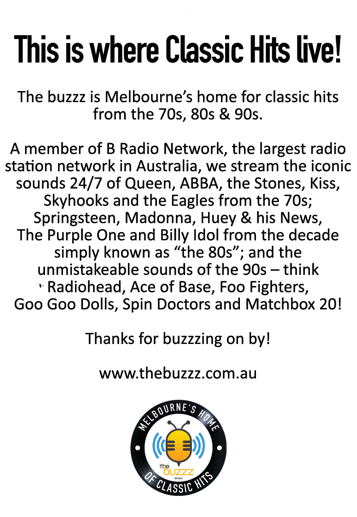 This is where Classic Hits live!
The buzzz is Melbourne's home for classic hits
from the 70s, 80s & 90s.
A member of B Radio Network, the largest radio
station network in Australia, we stream the iconic
sounds 24/7 of Queen, ABBA, the Stones, Kiss,
Skyhooks and the Eagles from the 70s;
Springsteen, Madonna, Huey & his News,
The Purple One and Billy Idol from the decade
simply known as "the 80s"; and the
unmistakeable sounds of the 90s – think
Radiohead, Ace of Base, Foo Fighters,
Goo Goo Dolls, Spin Doctors and Matchbox 20!
Thanks for buzzzing on by!
www.thebuzzz.com.au
MELBOURNE'S HOME
The
buzzz
OF CLASSIC HITS